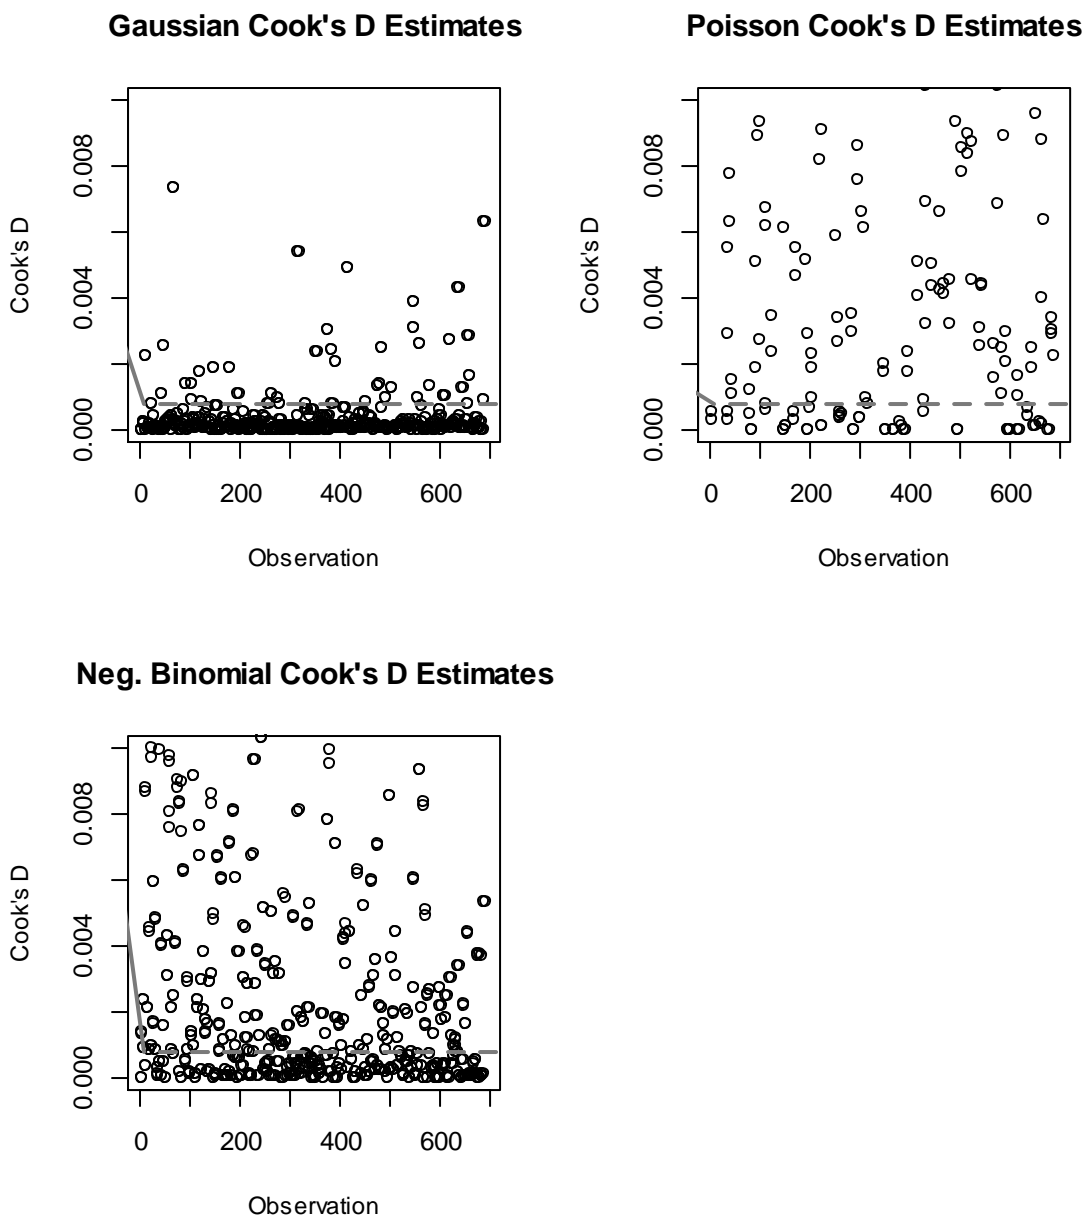 Gaussian Cook's D Estimates
Cook's D
0.008
0.004
0.000
0 200 400 600
Observation
Poisson Cook's D Estimates
Cook's D
0.008
0.004
0.000
0 200 400 600
Observation
Neg. Binomial Cook's D Estimates
Cook's D
0.008
0.004
0.000
0 200 400 600
Observation